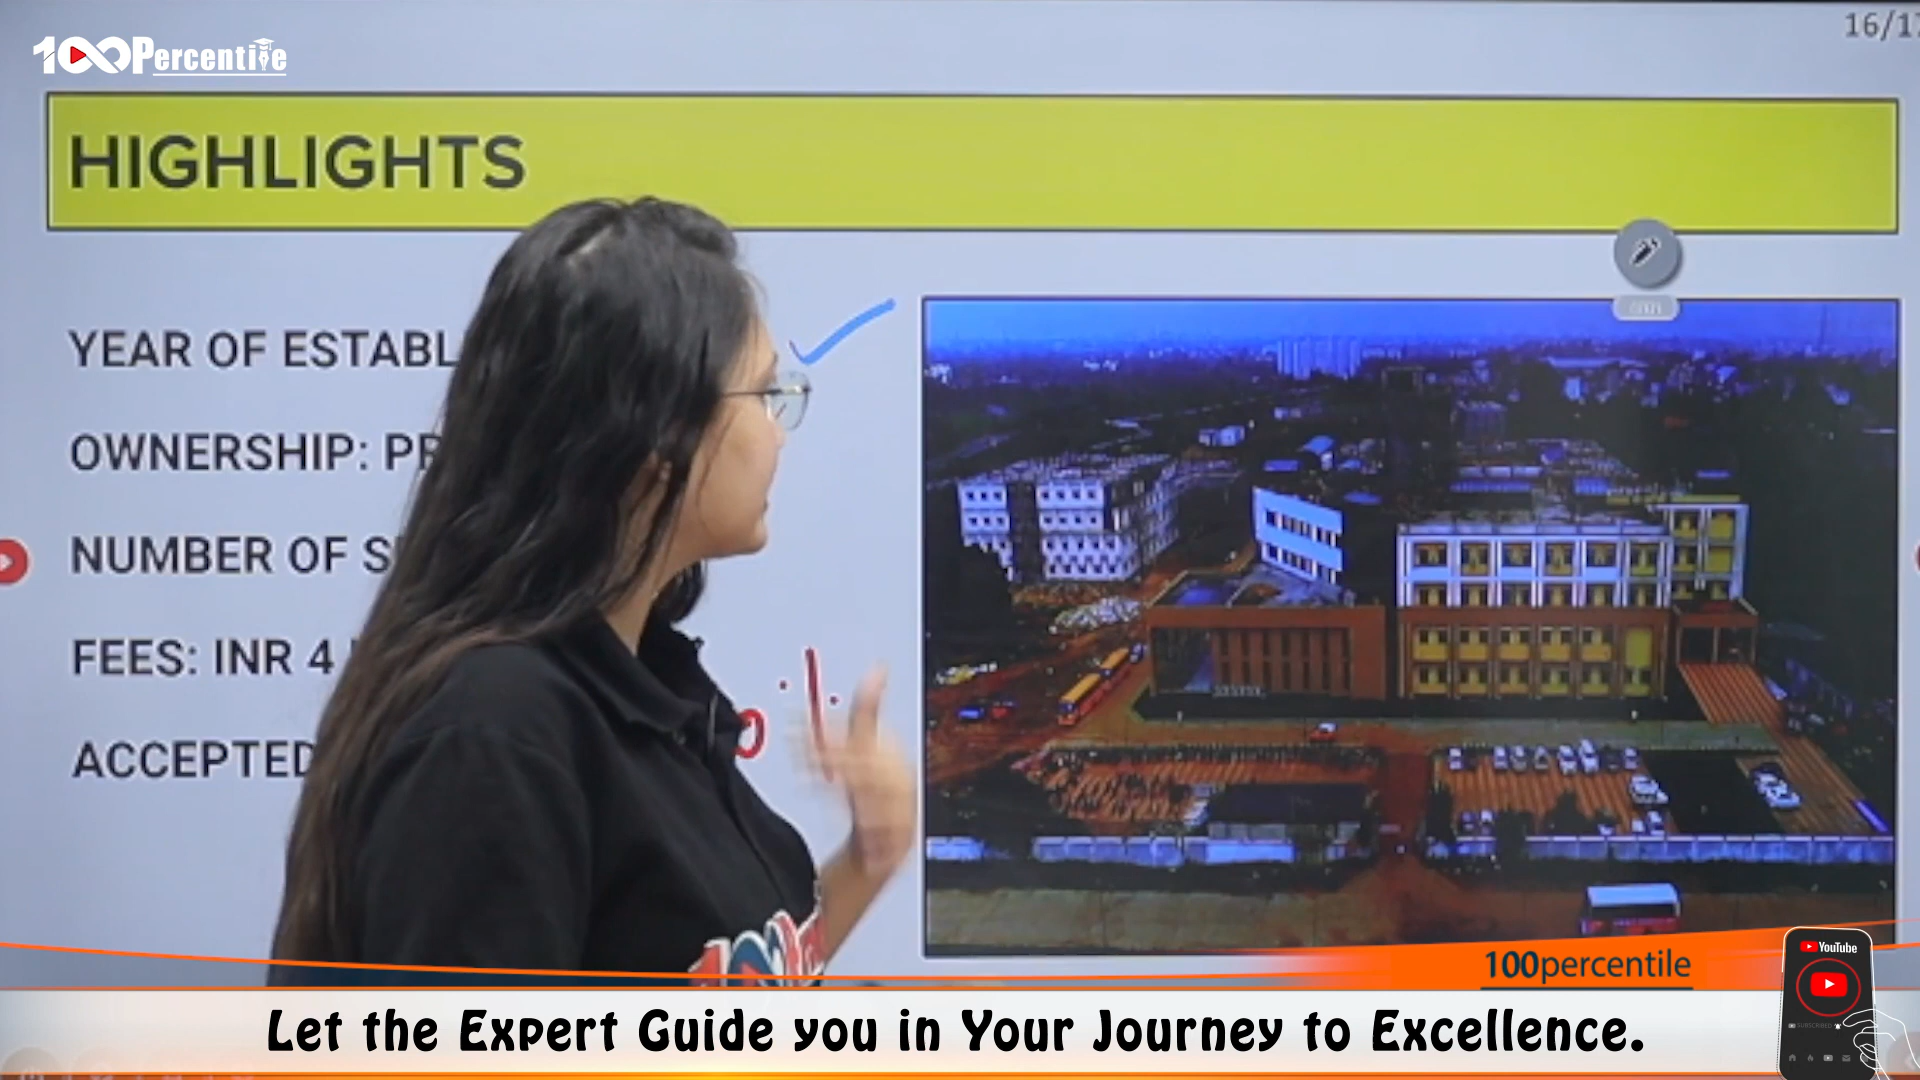 100Percentile
16/17
HIGHLIGHTS
YEAR OF ESTABL
OWNERSHIP: PR
NUMBER OF S
FEES: INR 4
ACCEPTED
100percentile
YouTube
Let the Expert Guide you in Your Journey to Excellence.